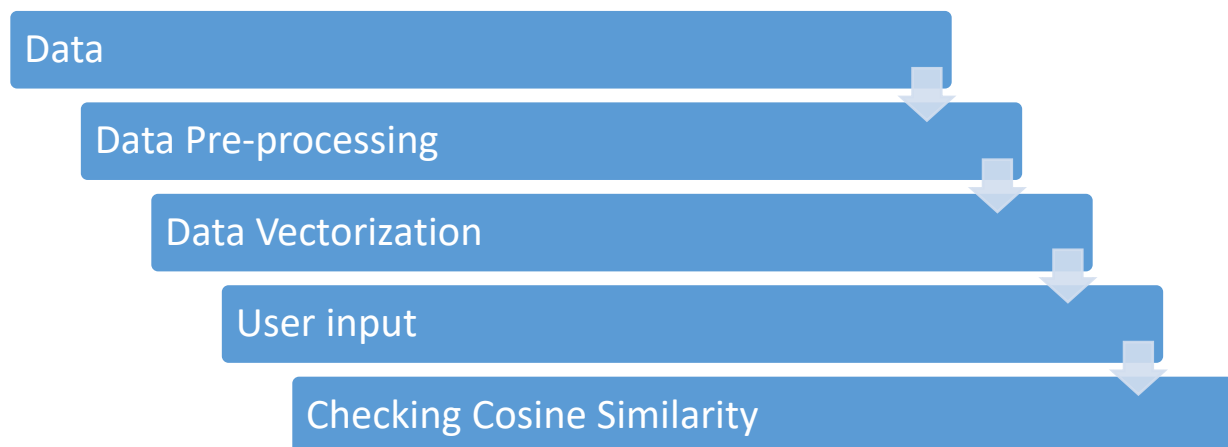 Data
Data Pre-processing
Data Vectorization
User input
Checking Cosine Similarity